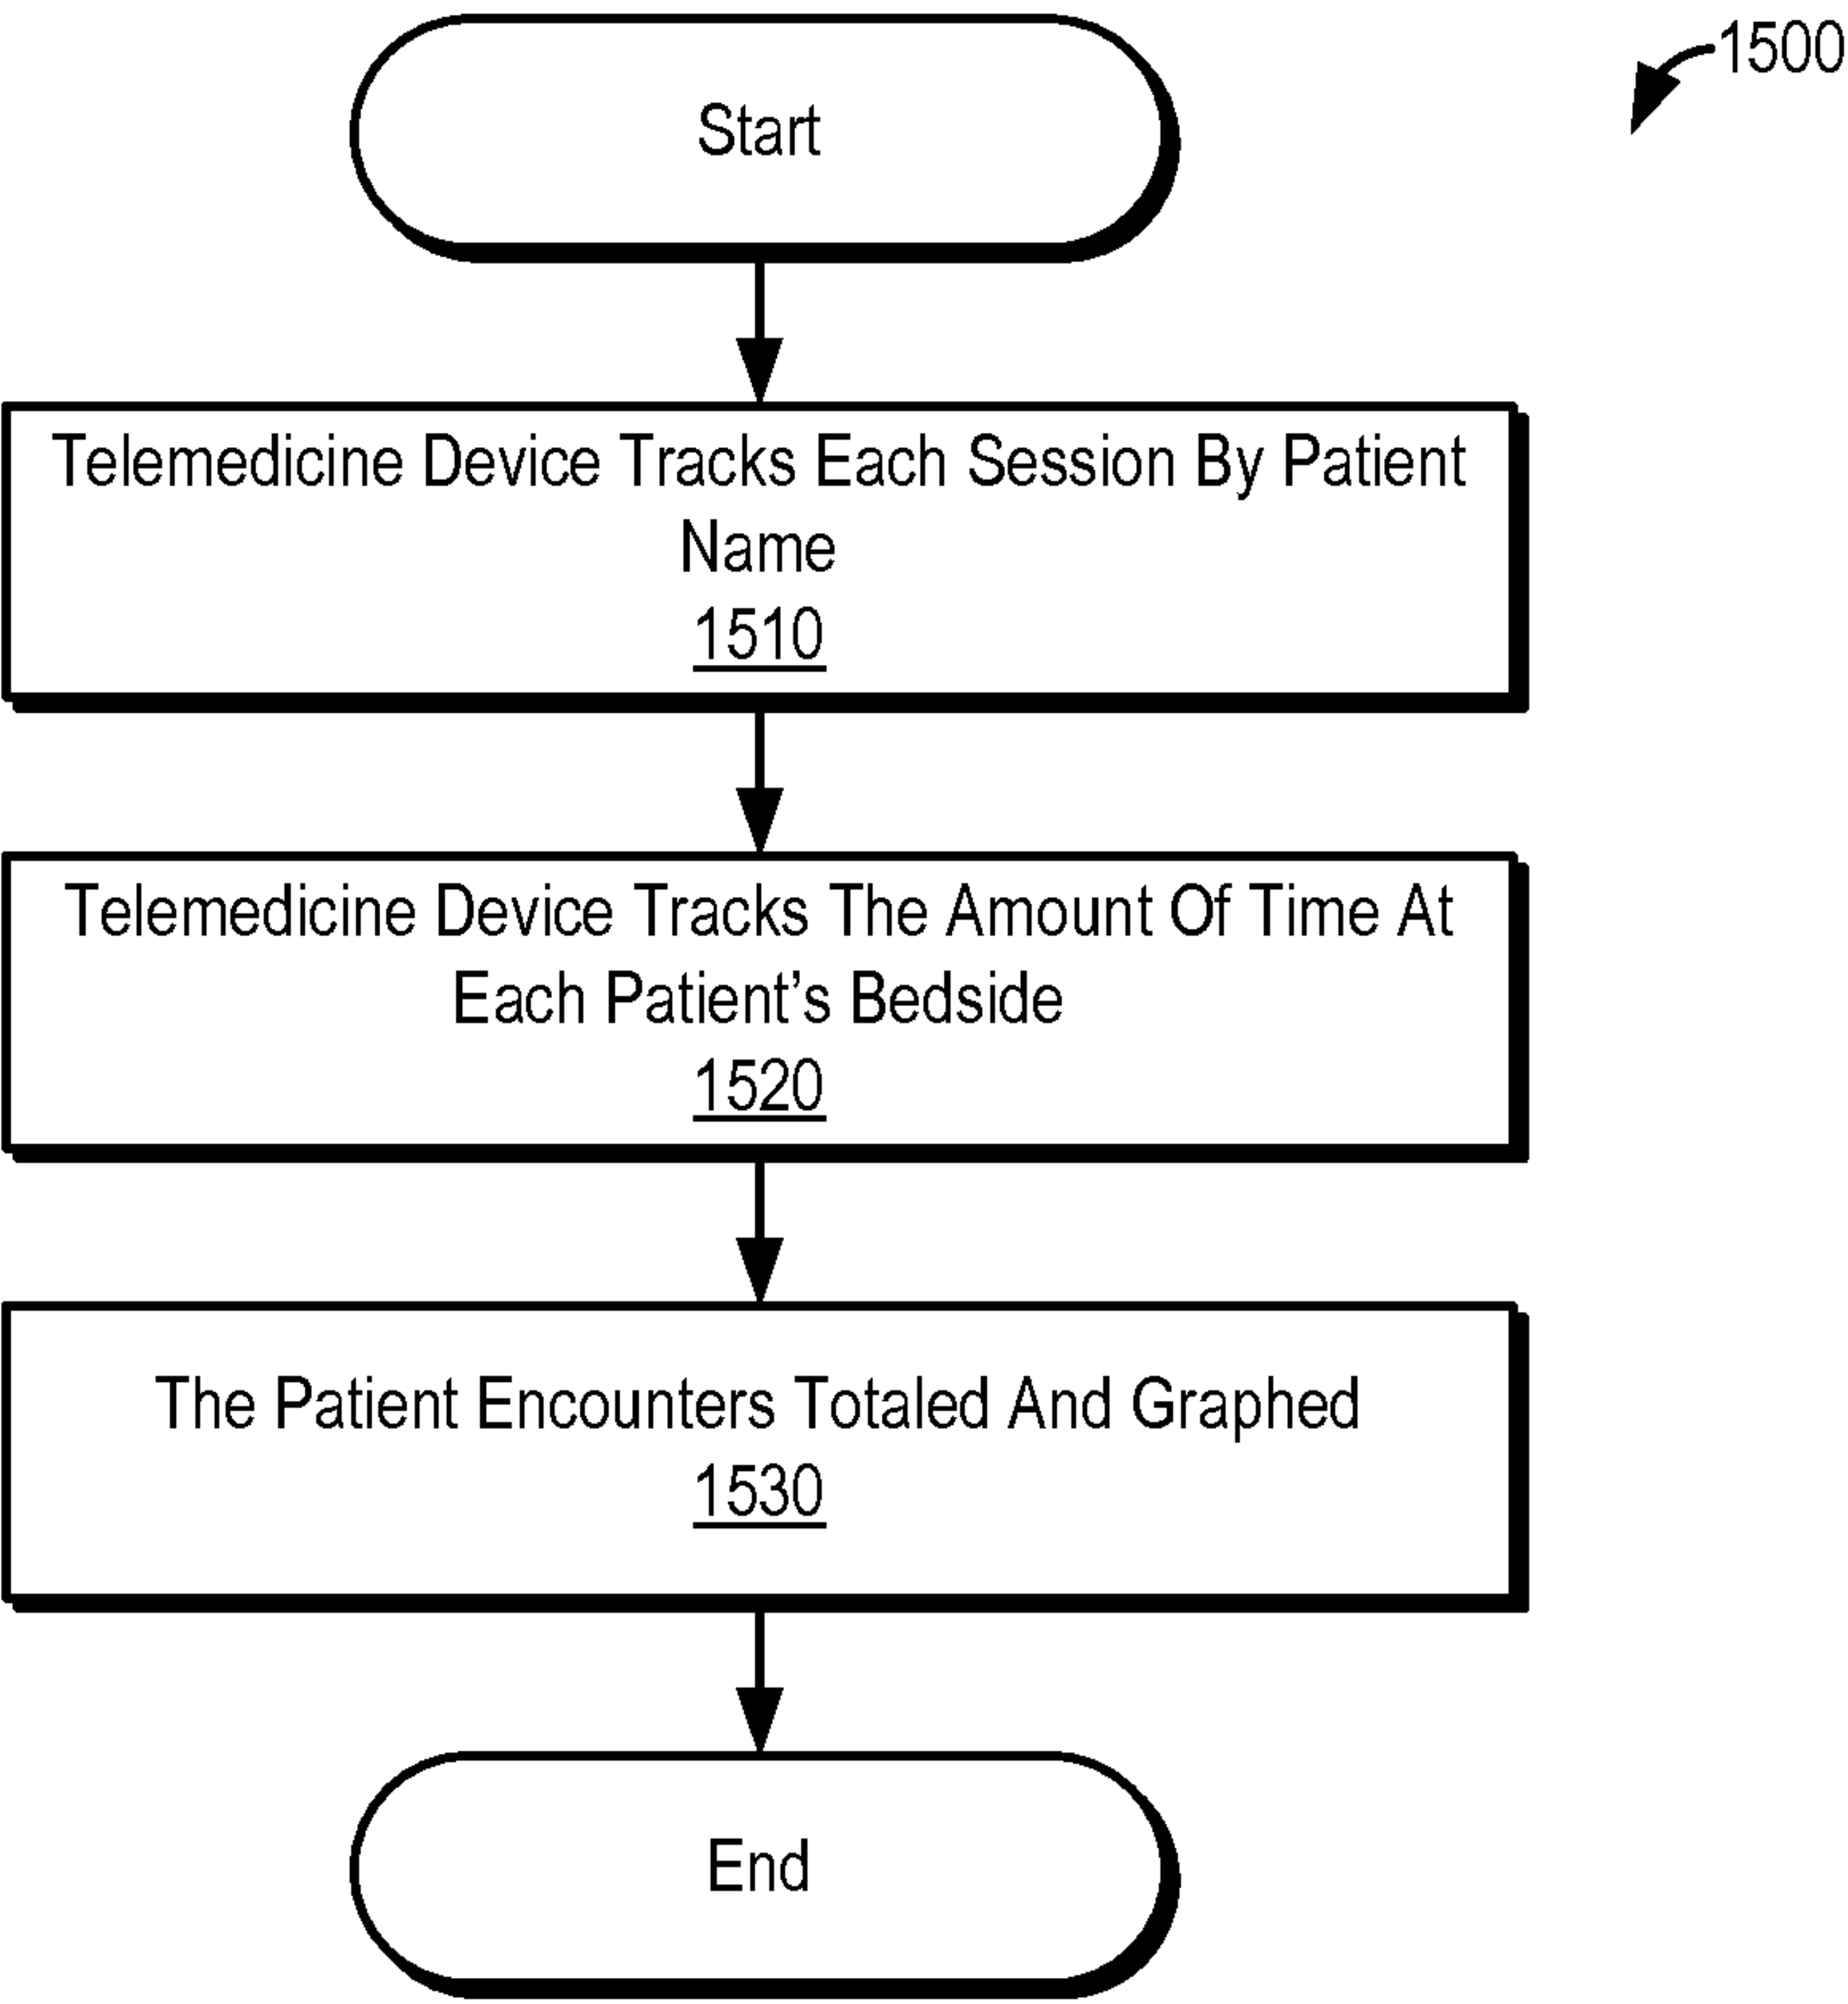 Start
1500
Telemedicine Device Tracks Each Session By Patient
Name
1510
Telemedicine Device Tracks The Amount Of Time At
Each Patient’s Bedside
1520
The Patient Encounters Totaled And Graphed
1530
End